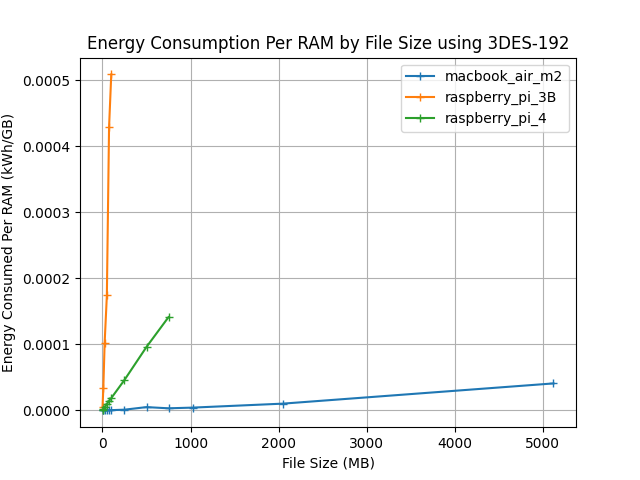 Energy Consumption Per RAM by File Size using 3DES-192
macbook_air_m2
raspberry_pi_3B
raspberry_pi_4
Energy Consumed Per RAM (kWh/GB)
0.0005
0.0004
0.0003
0.0002
0.0001
0.0000
0 1000 2000 3000 4000 5000
File Size (MB)